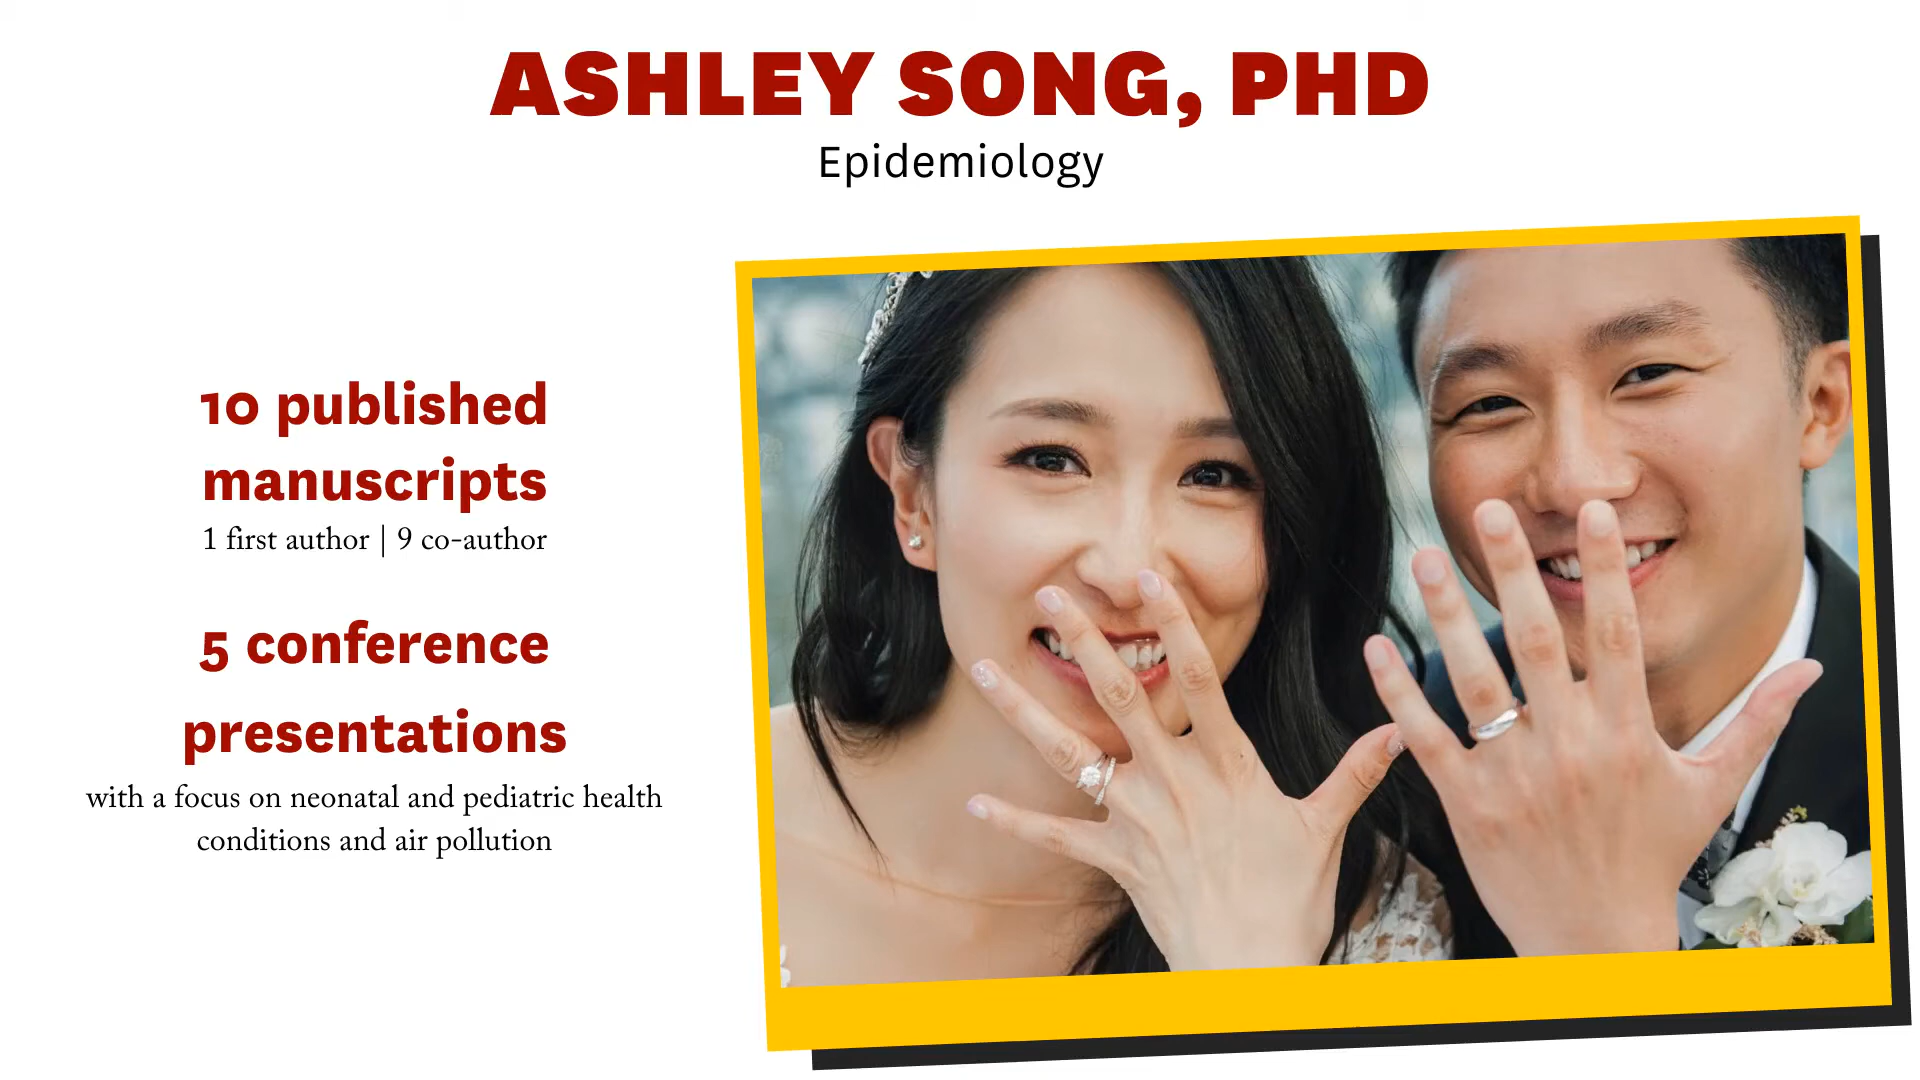 ASHLEY SONG, PHD
Epidemiology
10 published
manuscripts
1 first author | 9 co-author
5 conference
presentations
with a focus on neonatal and pediatric health
conditions and air pollution